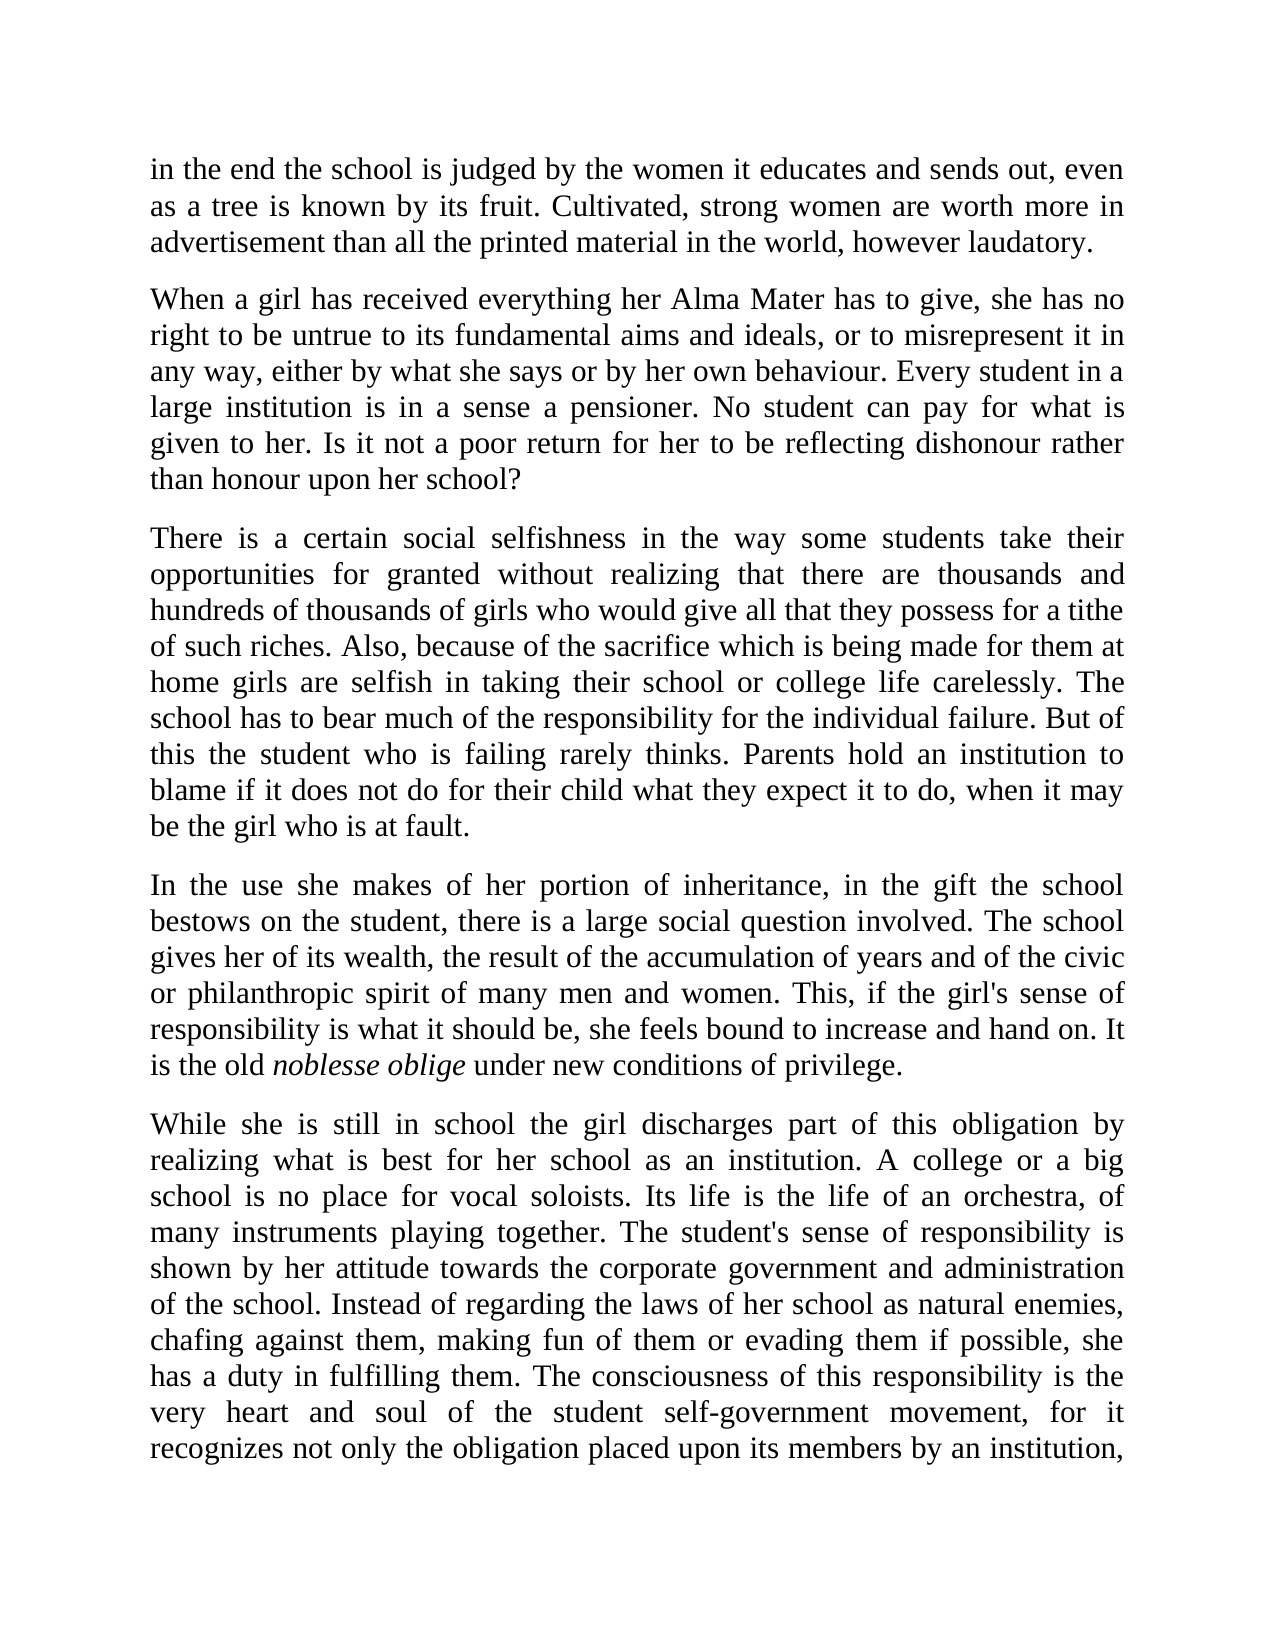 in the end the school is judged by the women it educates and sends out, even
as a tree is known by its fruit. Cultivated, strong women are worth more in
advertisement than all the printed material in the world, however laudatory.
When a girl has received everything her Alma Mater has to give, she has no
right to be untrue to its fundamental aims and ideals, or to misrepresent it in
any way, either by what she says or by her own behaviour. Every student in a
large institution is in a sense a pensioner. No student can pay for what is
given to her. Is it not a poor return for her to be reflecting dishonour rather
than honour upon her school?
There is a certain social selfishness in the way some students take their
opportunities for granted without realizing that there are thousands and
hundreds of thousands of girls who would give all that they possess for a tithe
of such riches. Also, because of the sacrifice which is being made for them at
home girls are selfish in taking their school or college life carelessly. The
school has to bear much of the responsibility for the individual failure. But of
this the student who is failing rarely thinks. Parents hold an institution to
blame if it does not do for their child what they expect it to do, when it may
be the girl who is at fault.
In the use she makes of her portion of inheritance, in the gift the school
bestows on the student, there is a large social question involved. The school
gives her of its wealth, the result of the accumulation of years and of the civic
or philanthropic spirit of many men and women. This, if the girl's sense of
responsibility is what it should be, she feels bound to increase and hand on. It
is the old noblesse oblige under new conditions of privilege.
While she is still in school the girl discharges part of this obligation by
realizing what is best for her school as an institution. A college or a big
school is no place for vocal soloists. Its life is the life of an orchestra, of
many instruments playing together. The student's sense of responsibility is
shown by her attitude towards the corporate government and administration
of the school. Instead of regarding the laws of her school as natural enemies,
chafing against them, making fun of them or evading them if possible, she
has a duty in fulfilling them. The consciousness of this responsibility is the
very heart and soul of the student self-government movement, for it
recognizes not only the obligation placed upon its members by an institution,